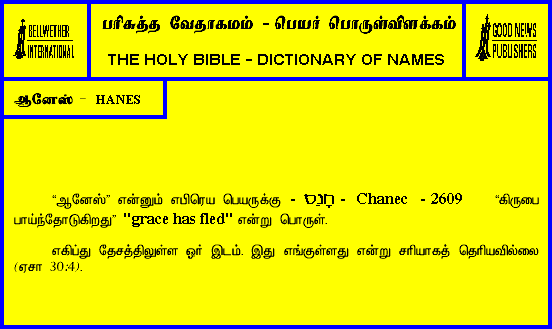 BELLWETHER
INTERNATIONAL
பரிசுத்த வேதாகமம் - பெயர் பொருள்விளக்கம்
THE HOLY BIBLE - DICTIONARY OF NAMES
GOOD NEWS
PUBLISHERS
ஆனேஸ் - HANES
“ஆனேஸ்” என்னும் எபிரெய பெயருக்கு - חָנֵס - Chanec - 2609 “கிருபை
பாய்ந்தோடுகிறது” "grace has fled" என்று பொருள்.
எகிப்து தேசத்திலுள்ள ஓர் இடம். இது எங்குள்ளது என்று சரியாகத் தெரியவில்லை
(ஏசா 30:4).